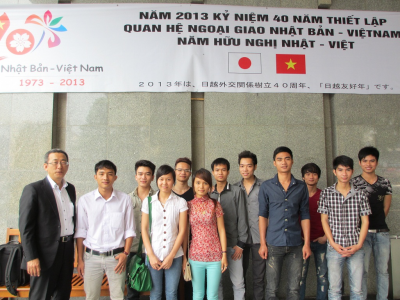 NĂM 2013 KỶ NIỆM 40 NĂM THIẾT LẬP
QUAN HỆ NGOẠI GIAO NHẬT BẢN - VIỆTNAM
NĂM HỮU NGHỊ NHẬT - VIỆT
Nhật Bản-Việt Nam
1973 - 2013
2013年は、日越外交関係樹立40周年、「日越友好年」です。